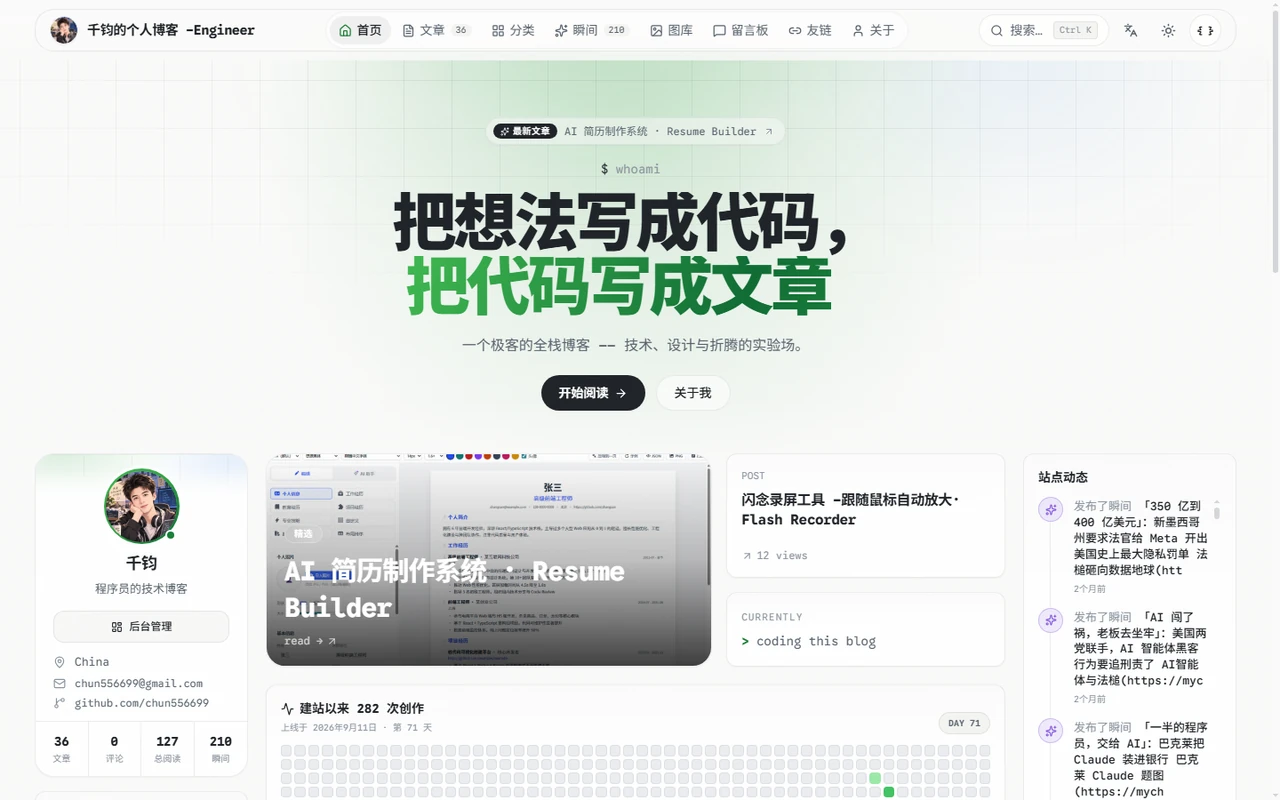 千钧的个人博客 –Engineer
首页
文章 36
分类
瞬间 210
图库
留言板
友链
关于
搜索... Ctrl K
最新文章 AI 简历制作系统 · Resume Builder
$ whoami
把想法写成代码，
把代码写成文章
一个极客的全栈博客 —— 技术、设计与折腾的实验场。
开始阅读 →
关于我
千钧
程序员的技术博客
后台管理
China
chun556699@gmail.com
github.com/chun556699
36 0 127 210
文章 评论 总阅读 瞬间
张三
高级前端工程师
精选
AI 简历制作系统 · Resume
Builder
read →
POST
闪念录屏工具 –跟随鼠标自动放大·
Flash Recorder
12 views
CURRENTLY
> coding this blog
建站以来 282 次创作
上线于 2026年9月11日 · 第 71 天
DAY 71
站点动态
发布了瞬间 「350 亿到
400 亿美元」：新墨西哥
州要求法官给 Meta 开出
美国史上最大隐私罚单 法
槌砸向数据地球(htt
2个月前
发布了瞬间 「AI 闯了
祸，老板去坐牢」：美国两
党联手，AI 智能体黑客
行为要追刑责了 AI智能
体与法槌(https://myc
2个月前
发布了瞬间 「一半的程序
员，交给 AI」：巴克莱把
Claude 装进银行 巴克
莱 Claude 题图
(https://mych